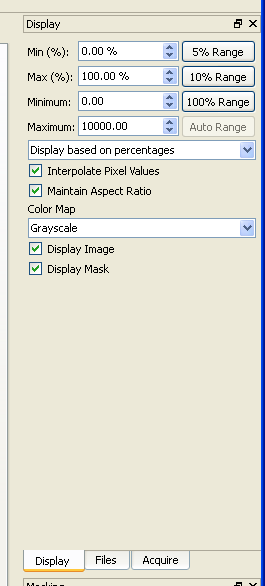 Display
Min (%): 0.00 % 5% Range
Max (%): 100.00 % 10% Range
Minimum: 0.00 100% Range
Maximum: 10000.00 Auto Range
Display based on percentages
Interpolate Pixel Values
Maintain Aspect Ratio
Color Map
Grayscale
Display Image
Display Mask
Display Files Acquire
Masking